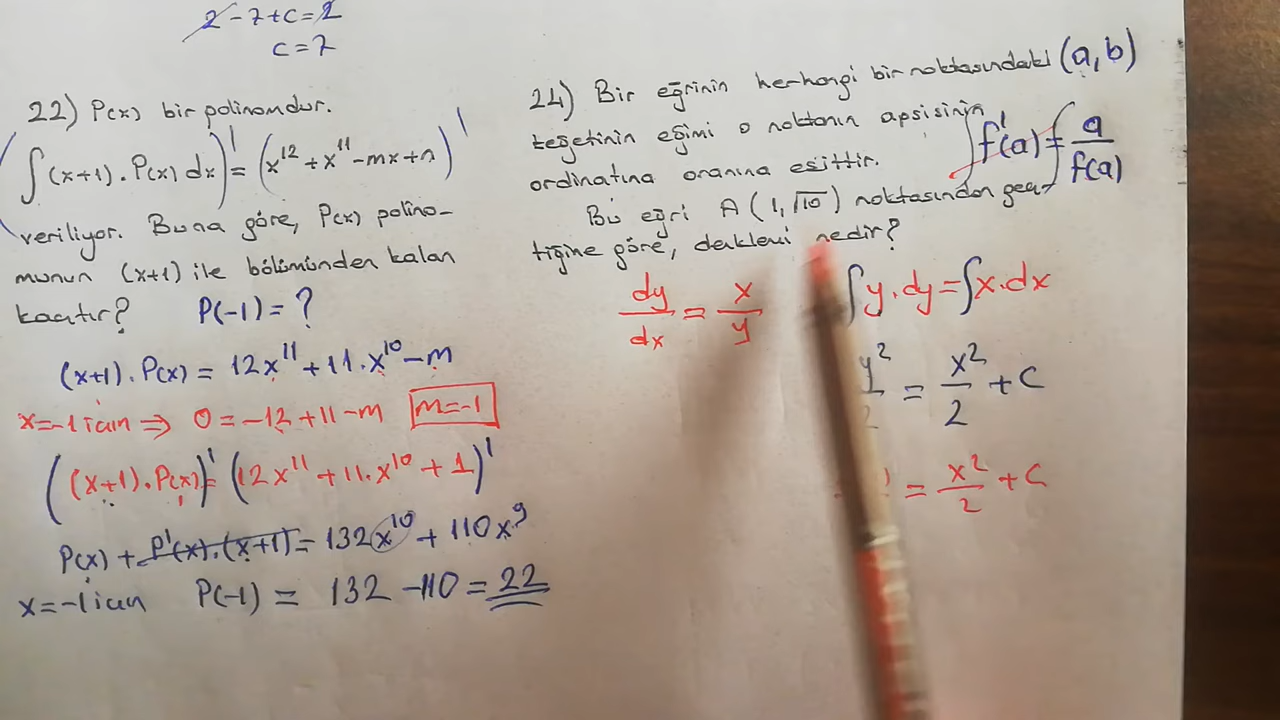 2 - 7 + c = 2
c = 7
22) P(x) bir polinomdur.
(∫(x+1).P(x)dx)' = (x¹² + x¹¹ - mx + n)'
veriliyor. Buna göre, P(x) polino-
munun (x+1) ile bölümünden kalan
kaçtır? P(-1) = ?
(x+1).P(x) = 12x¹¹ + 11.x¹⁰ - m
x=-1 için ⇒ 0 = -12 + 11 - m m = -1
((x+1).P(x))' = (12x¹¹ + 11.x¹⁰ + 1)'
P(x) + P'(x).(x+1) = 132x¹⁰ + 110x⁹
x=-1 için P(-1) = 132 - 110 = 22
24) Bir eğrinin herhangi bir noktasındaki (a, b)
teğetinin eğimi o noktanın apsisinin
ordinatına oranına eşittir. ∫f'(a) = ∫a/f(a)
Bu eğri A(1, √10) noktasından geç-
tiğine göre, denklemi nedir?
dy/dx = x/y ∫y.dy = ∫x.dx
y²/2 = x²/2 + C
= x²/2 + C